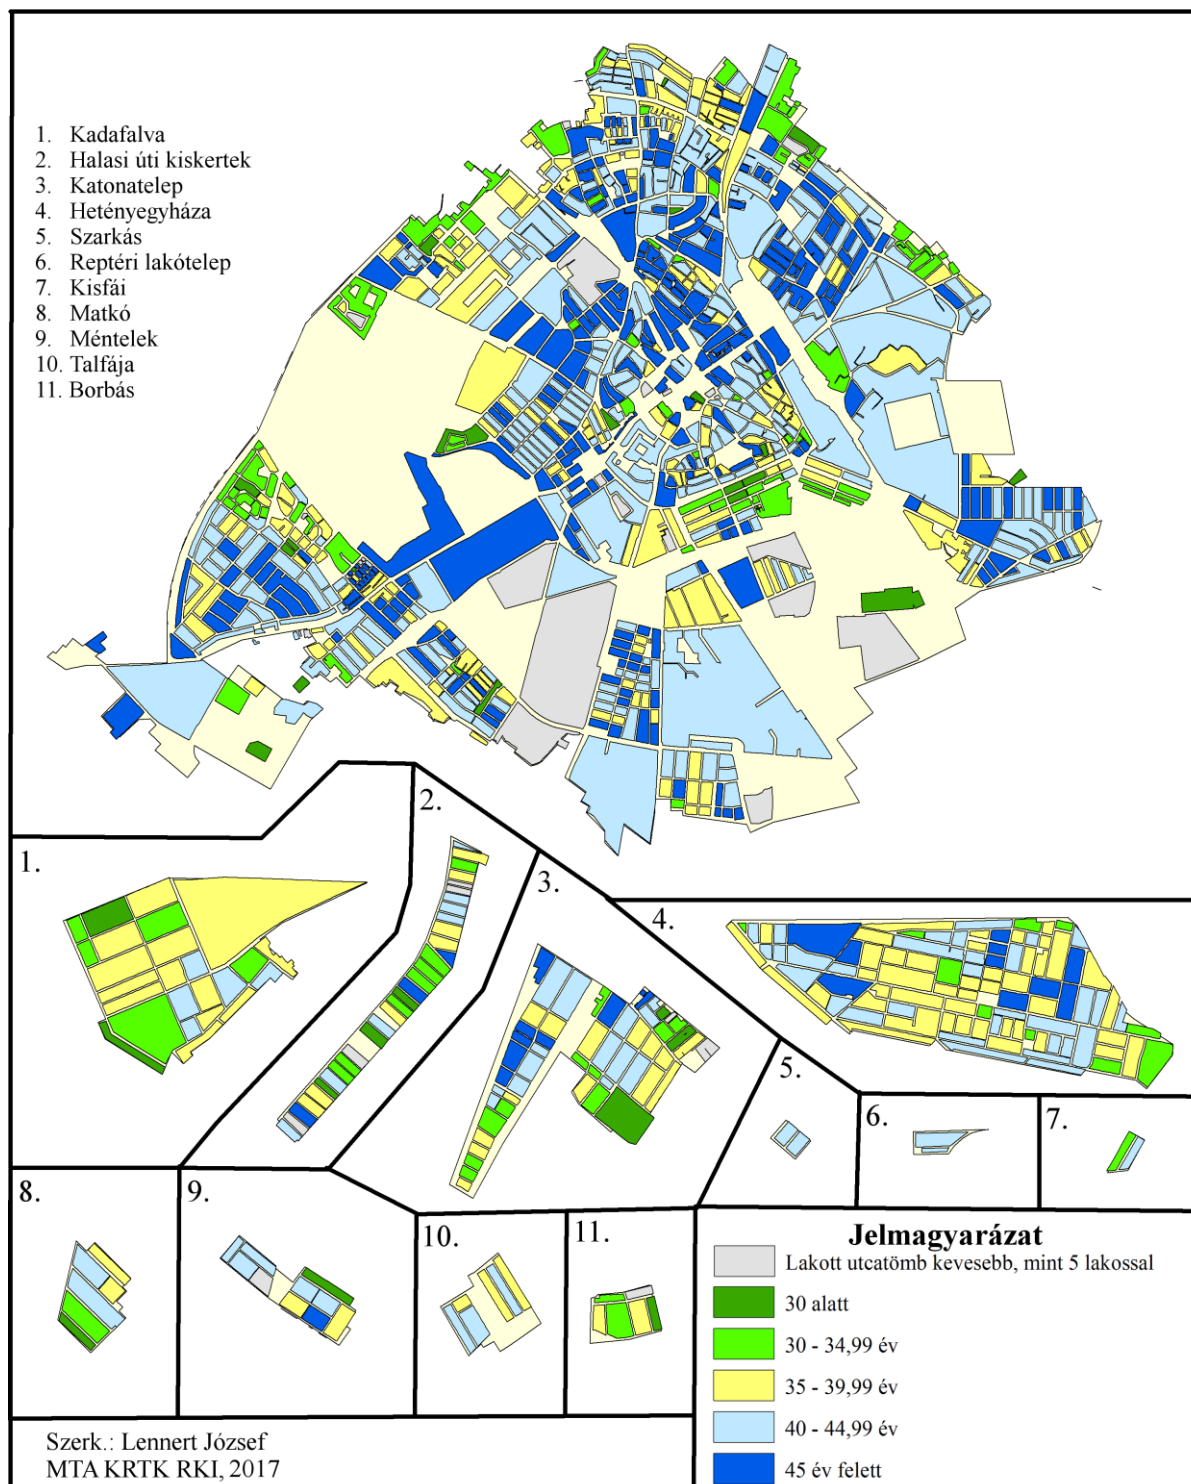 1. Kadafalva
2. Halasi úti kiskertek
3. Katonatelep
4. Hetényegyháza
5. Szarkás
6. Reptéri lakótelep
7. Kisfái
8. Matkó
9. Méntelek
10. Talfája
11. Borbás
1.
2.
3.
4.
5.
6.
7.
8.
9.
10.
11.
Jelmagyarázat
Lakott utcatömb kevesebb, mint 5 lakossal
30 alatt
30 - 34,99 év
35 - 39,99 év
40 - 44,99 év
45 év felett
Szerk.: Lennert József
MTA KRTK RKI, 2017